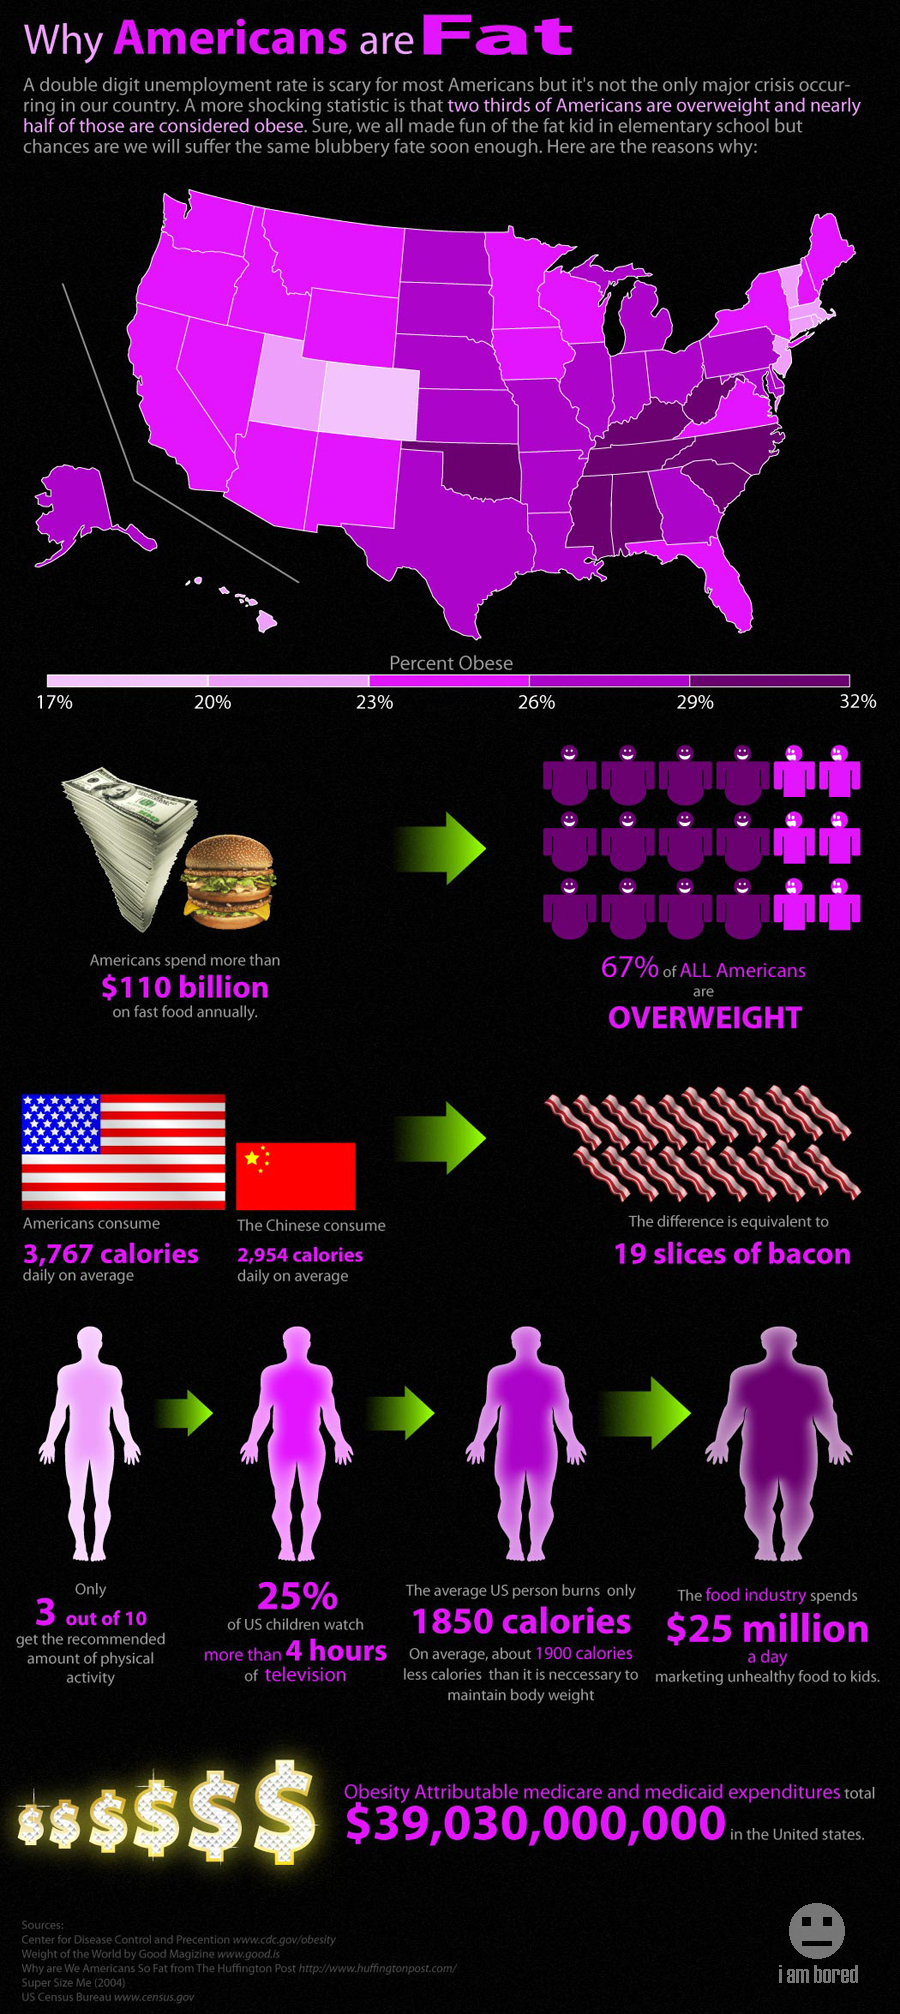 Why Americans are Fat
A double digit unemployment rate is scary for most Americans but it's not the only major crisis occur-
ring in our country. A more shocking statistic is that two thirds of Americans are overweight and nearly
half of those are considered obese. Sure, we all made fun of the fat kid in elementary school but
chances are we will suffer the same blubbery fate soon enough. Here are the reasons why:
Percent Obese
17% 20% 23% 26% 29% 32%
Americans spend more than
$110 billion
on fast food annually.
67% of ALL Americans
are
OVERWEIGHT
Americans consume
3,767 calories
daily on average
The Chinese consume
2,954 calories
daily on average
The difference is equivalent to
19 slices of bacon
Only
3 out of 10
get the recommended
amount of physical
activity
25%
of US children watch
more than 4 hours
of television
The average US person burns only
1850 calories
On average, about 1900 calories
less calories than it is neccessary to
maintain body weight
The food industry spends
$25 million
a day
marketing unhealthy food to kids.
Obesity Attributable medicare and medicaid expenditures total
$39,030,000,000 in the United states.
Sources:
Center for Disease Control and Precention www.cdc.gov/obesity
Weight of the World by Good Magizine www.good.is
Why are We Americans So Fat from The Huffington Post http://www.huffingtonpost.com/
Super Size Me (2004)
US Census Bureau www.census.gov
i am bored